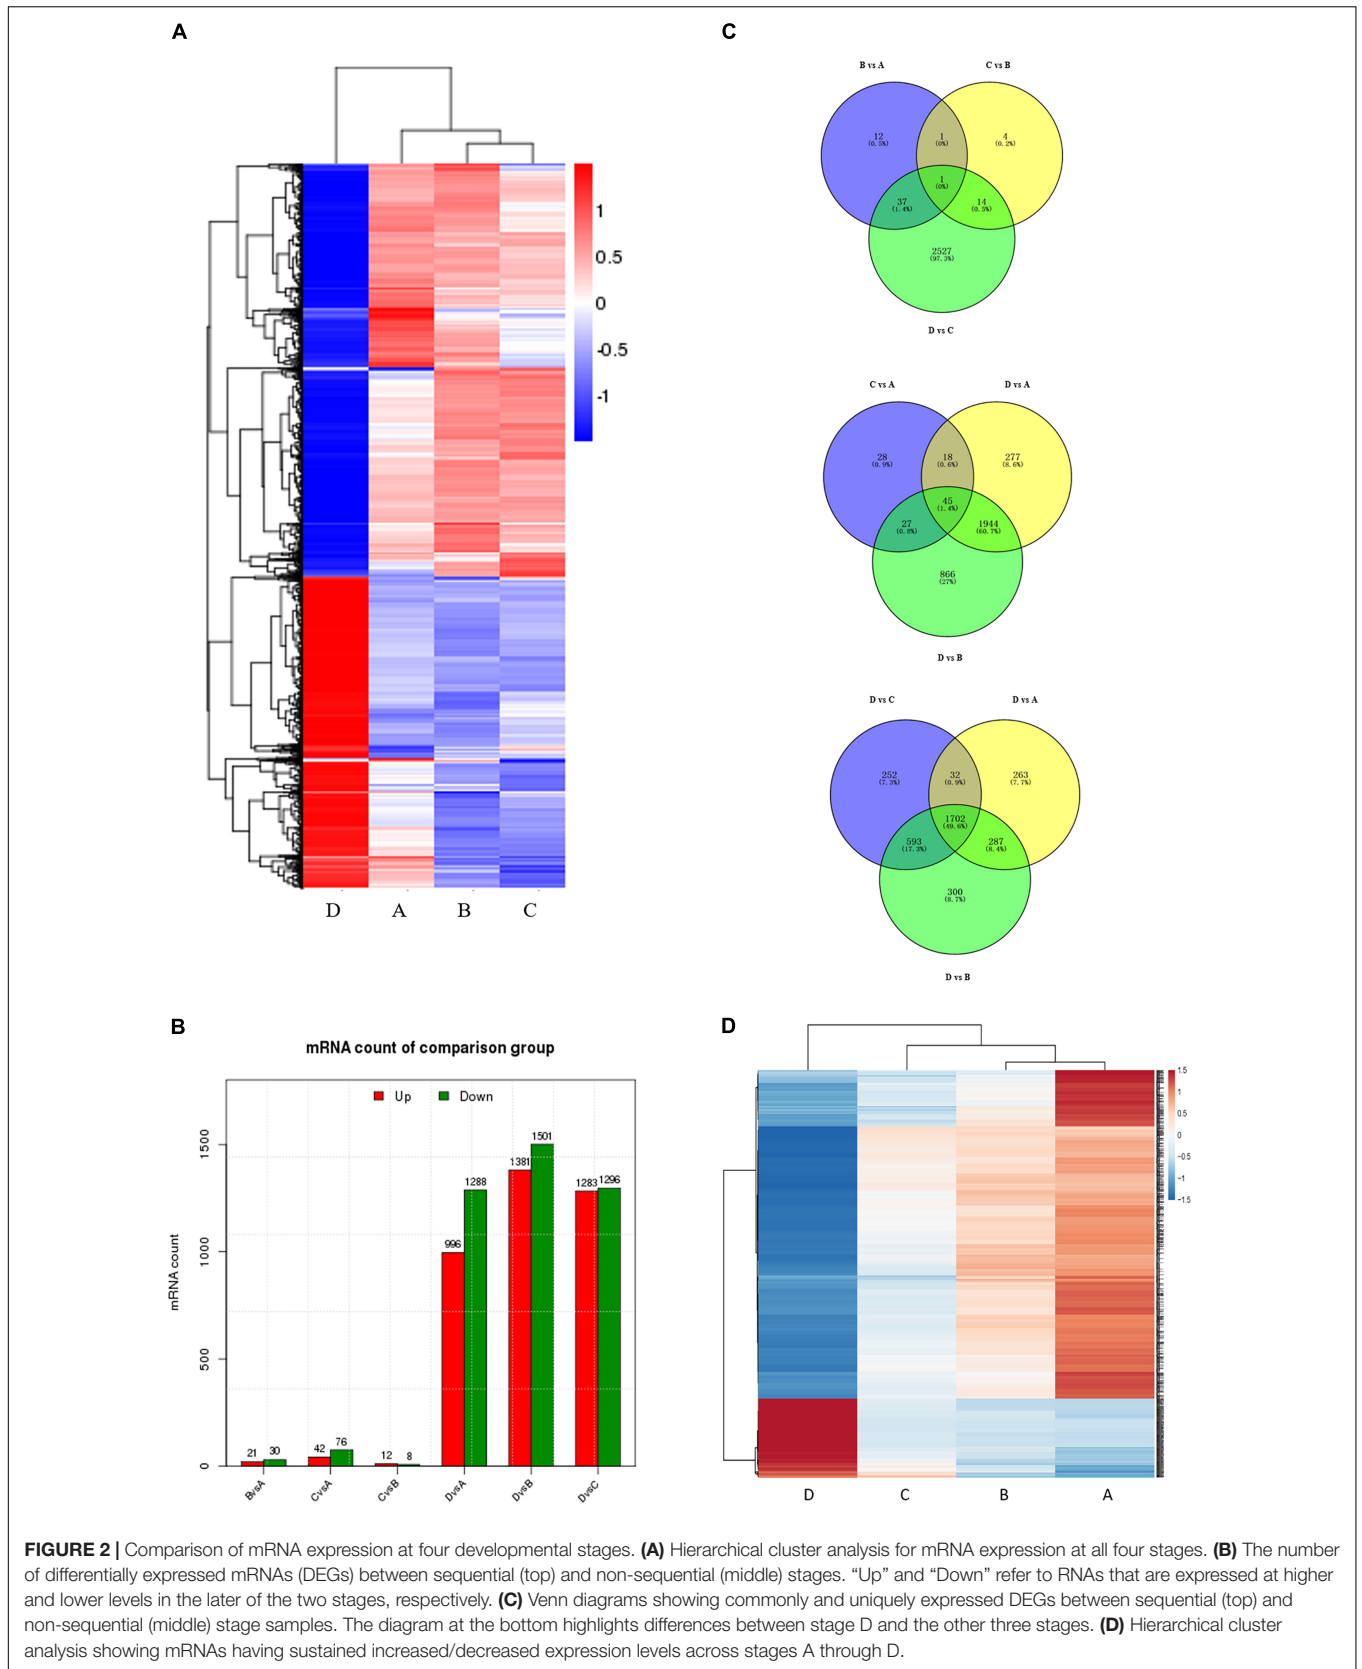 A
1
0.5
0
-0.5
-1
D A B C
C
B vs A C vs B
12
(0.5%)
1
(0%)
4
(0.2%)
1
(0%)
37
(1.4%)
14
(0.5%)
2527
(97.3%)
D vs C
C vs A D vs A
28
(0.9%)
18
(0.6%)
277
(8.6%)
45
(1.4%)
27
(0.8%)
1944
(60.7%)
866
(27%)
D vs B
D vs C D vs A
252
(7.3%)
32
(0.9%)
263
(7.7%)
1702
(49.6%)
593
(17.3%)
287
(8.4%)
300
(8.7%)
D vs B
B
mRNA count of comparison group
Up Down
mRNA count
1500
1000
500
0
21 30 42 76 12 8 996 1288 1381 1501 1283 1296
BvsA CvsA CvsB DvsA DvsB DvsC
D
1.5
1
0.5
0
−0.5
−1
−1.5
D C B A
FIGURE 2 | Comparison of mRNA expression at four developmental stages. (A) Hierarchical cluster analysis for mRNA expression at all four stages. (B) The number
of differentially expressed mRNAs (DEGs) between sequential (top) and non-sequential (middle) stages. “Up” and “Down” refer to RNAs that are expressed at higher
and lower levels in the later of the two stages, respectively. (C) Venn diagrams showing commonly and uniquely expressed DEGs between sequential (top) and
non-sequential (middle) stage samples. The diagram at the bottom highlights differences between stage D and the other three stages. (D) Hierarchical cluster
analysis showing mRNAs having sustained increased/decreased expression levels across stages A through D.